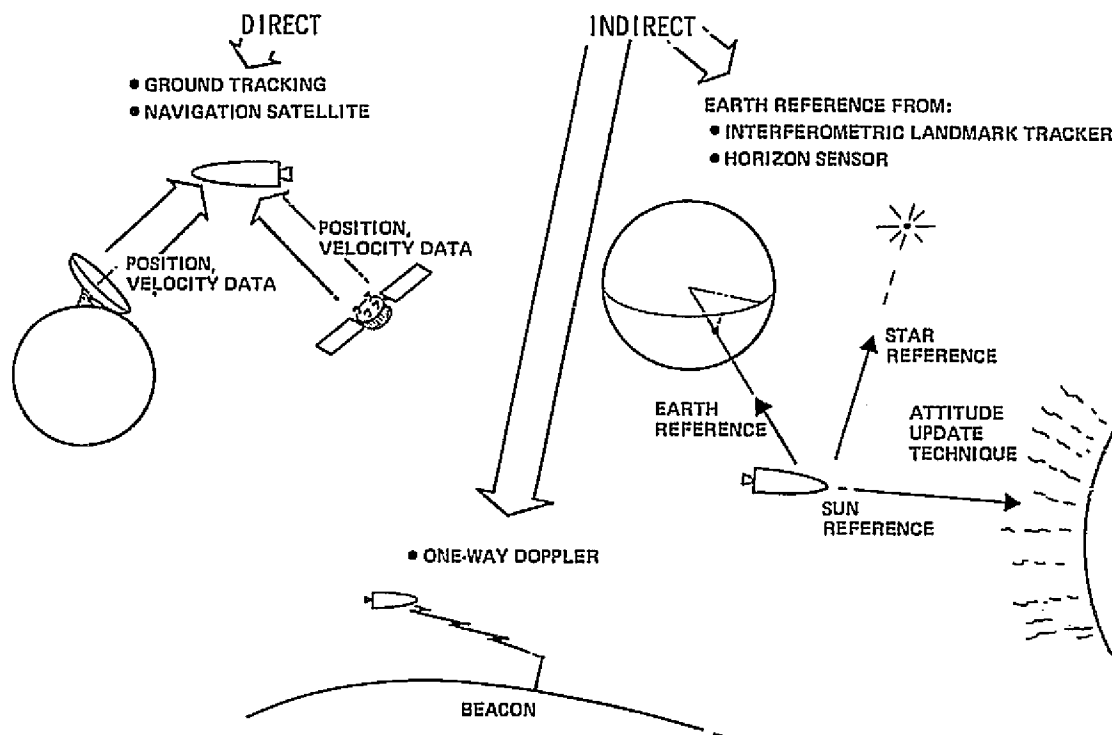 DIRECT
• GROUND TRACKING
• NAVIGATION SATELLITE
POSITION,
VELOCITY DATA
POSITION,
VELOCITY DATA
INDIRECT
EARTH REFERENCE FROM:
• INTERFEROMETRIC LANDMARK TRACKER
• HORIZON SENSOR
STAR
REFERENCE
EARTH
REFERENCE
ATTITUDE
UPDATE
TECHNIQUE
SUN
REFERENCE
• ONE-WAY DOPPLER
BEACON